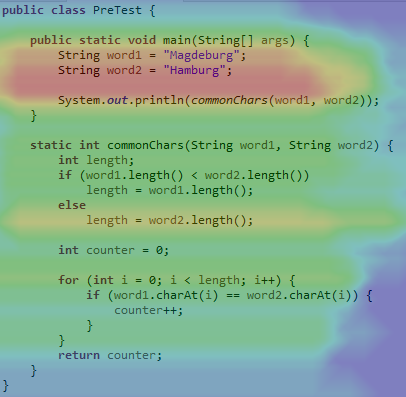 public class PreTest {
    public static void main(String[] args) {
        String word1 = "Magdeburg";
        String word2 = "Hamburg";
        System.out.println(commonChars(word1, word2));
    }
    static int commonChars(String word1, String word2) {
        int length;
        if (word1.length() < word2.length())
            length = word1.length();
        else
            length = word2.length();
        int counter = 0;
        for (int i = 0; i < length; i++) {
            if (word1.charAt(i) == word2.charAt(i)) {
                counter++;
            }
        }
        return counter;
    }
}